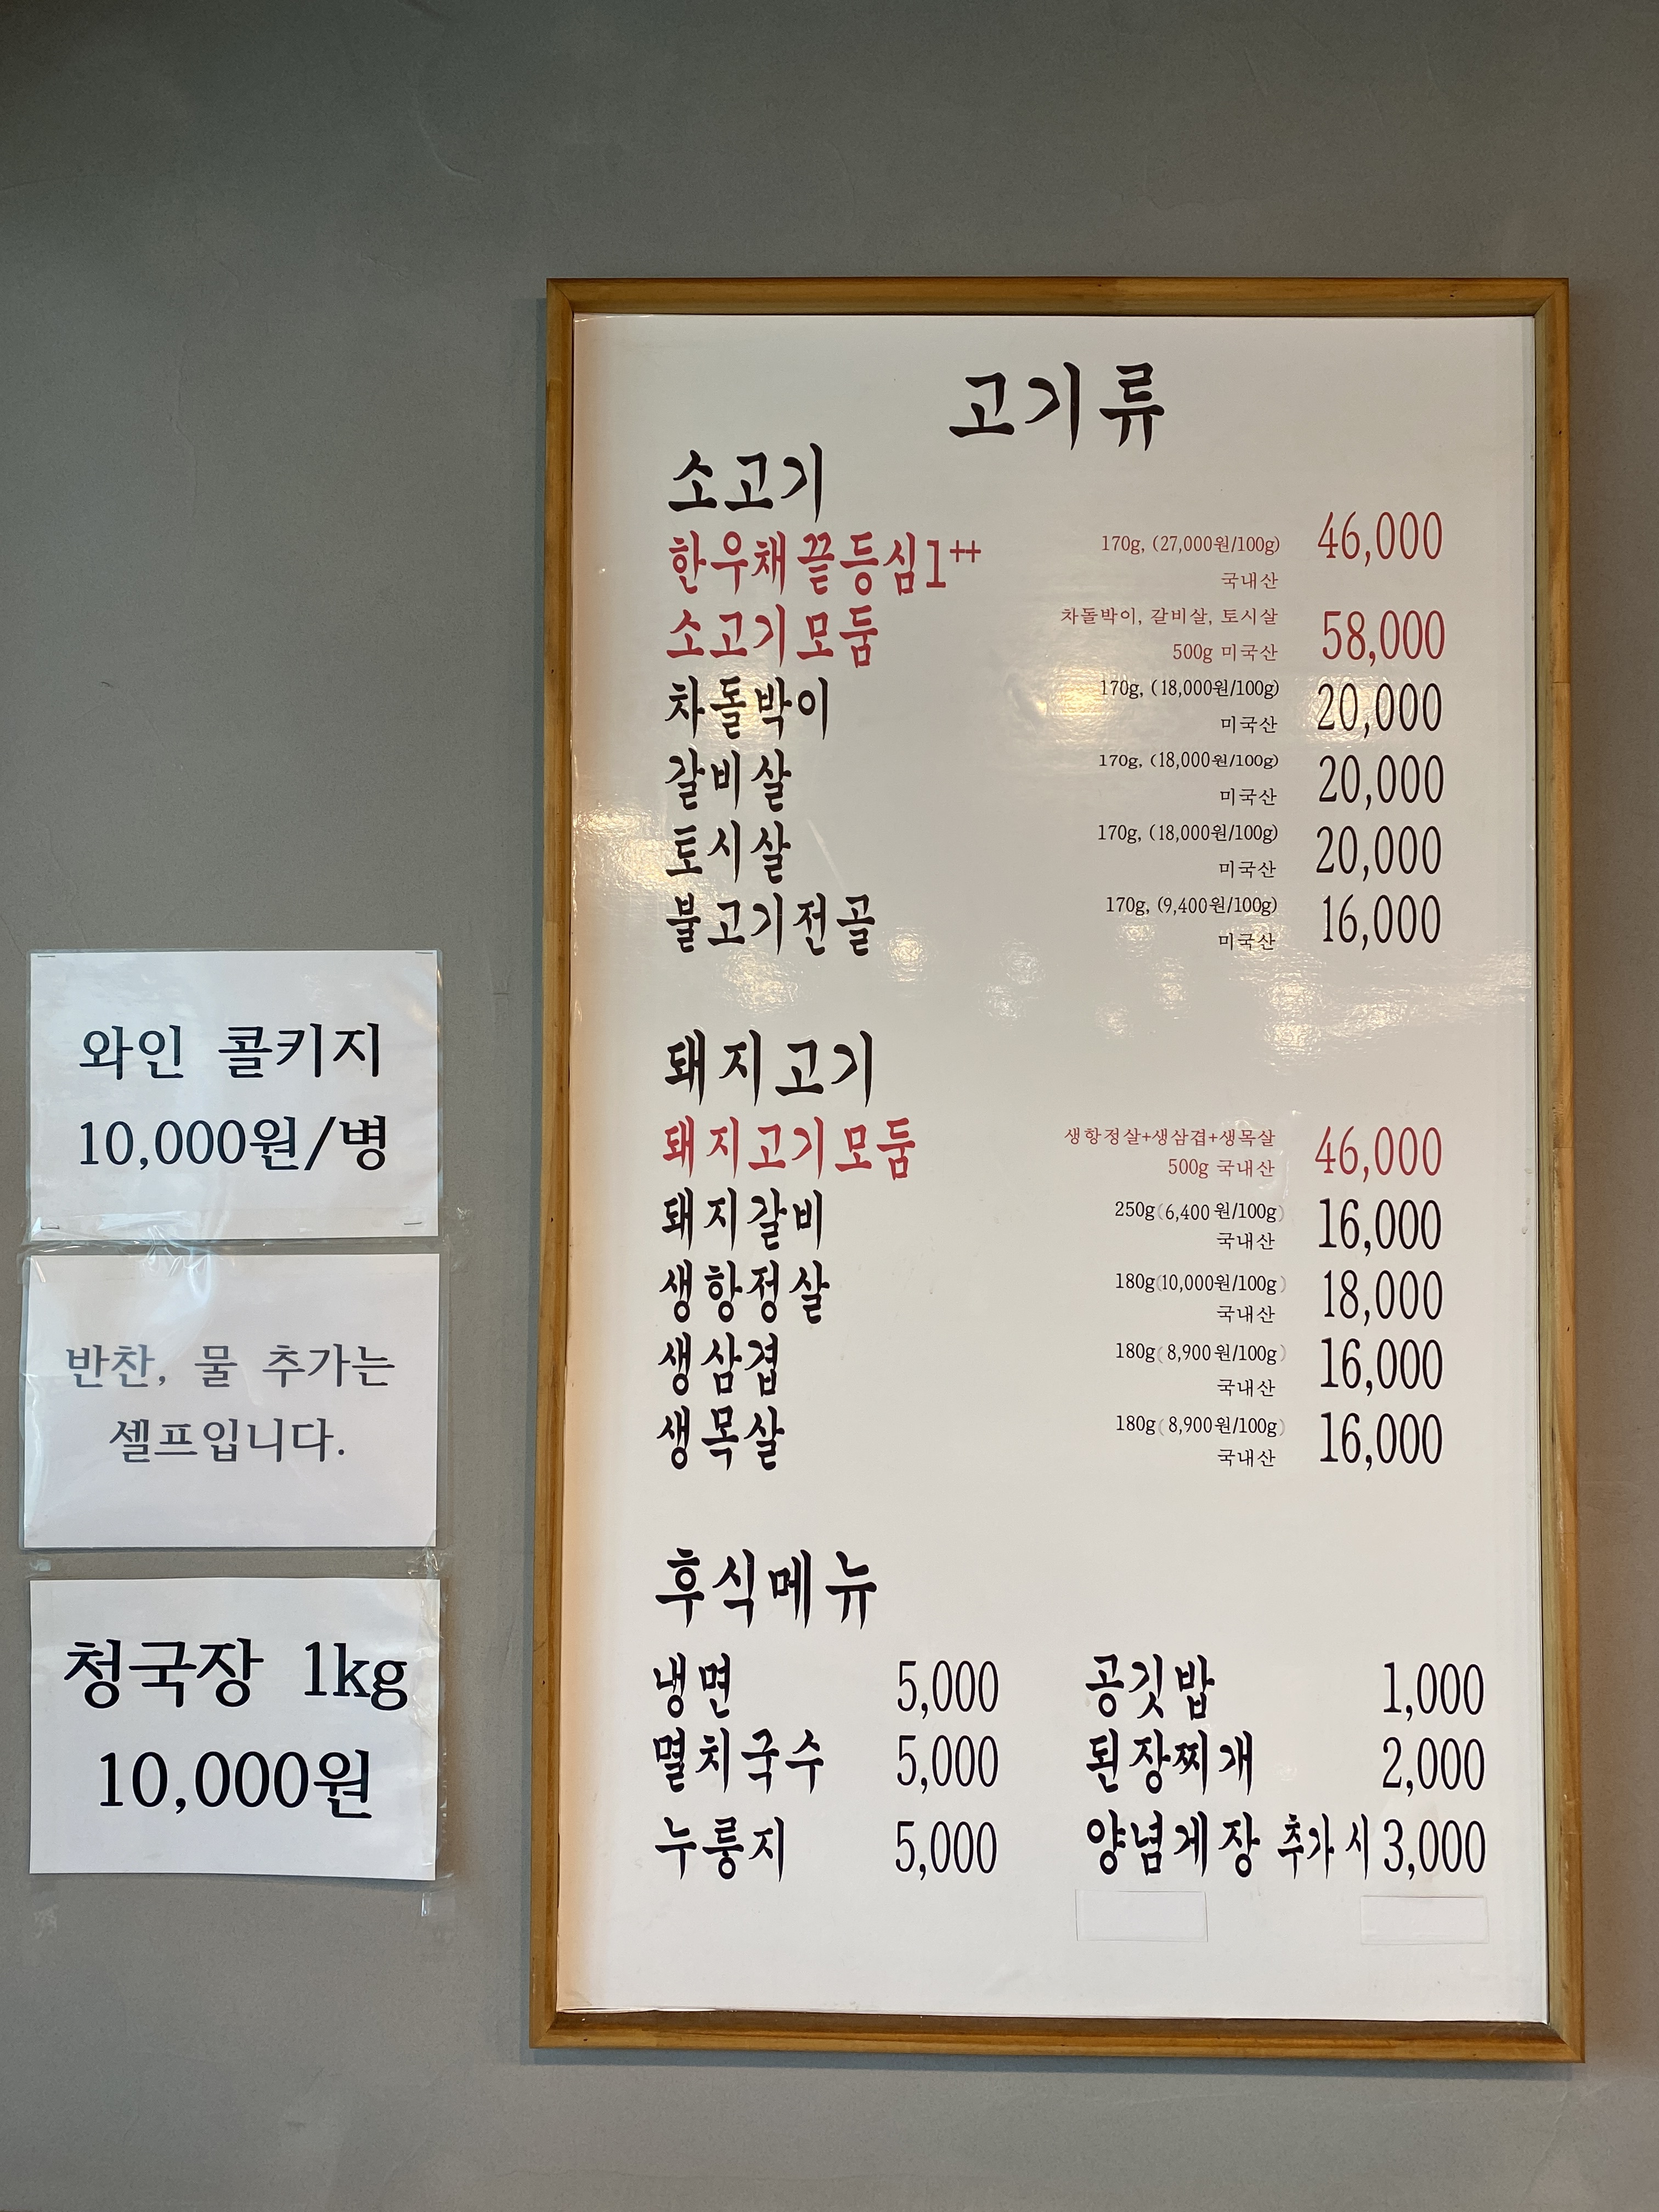 고기류
소고기
한우채끝등심1++ 170g, (27,000원/100g) 국내산 46,000
소고기모둠 차돌박이, 갈비살, 토시살 500g 미국산 58,000
차돌박이 170g, (18,000원/100g) 미국산 20,000
갈비살 170g, (18,000원/100g) 미국산 20,000
토시살 170g, (18,000원/100g) 미국산 20,000
불고기전골 170g, (9,400원/100g) 미국산 16,000
돼지고기
돼지고기모둠 생항정살+생삼겹+생목살 500g 국내산 46,000
돼지갈비 250g(6,400원/100g) 국내산 16,000
생항정살 180g(10,000원/100g) 국내산 18,000
생삼겹 180g(8,900원/100g) 국내산 16,000
생목살 180g(8,900원/100g) 국내산 16,000
후식메뉴
냉면 5,000 공깃밥 1,000
멸치국수 5,000 된장찌개 2,000
누룽지 5,000 양념게장 추가 시 3,000
와인 콜키지
10,000원/병
반찬, 물 추가는
셀프입니다.
청국장 1kg
10,000원